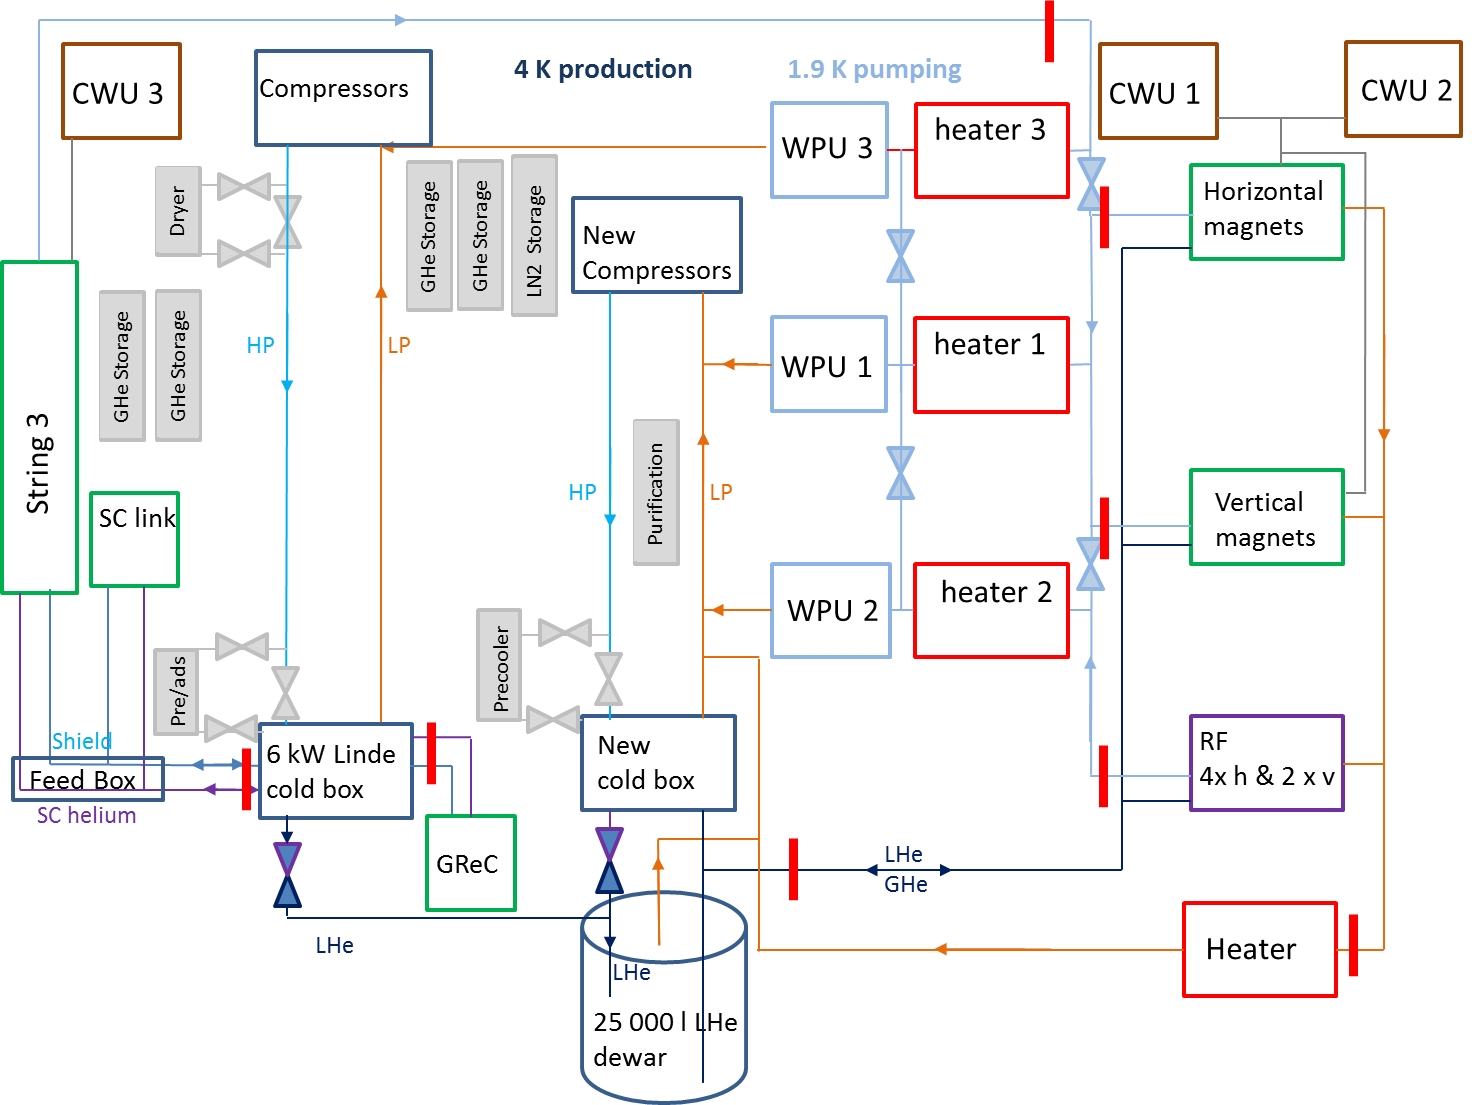 4 K production
1.9 K pumping
CWU 3
Compressors
CWU 1
CWU 2
WPU 3
heater 3
Dryer
GHe Storage
GHe Storage
LN2 Storage
New
Compressors
Horizontal
magnets
GHe Storage
GHe Storage
HP
LP
WPU 1
heater 1
String 3
SC link
Purification
HP
LP
Vertical
magnets
WPU 2
heater 2
Pre/ads
Precooler
Shield
Feed Box
SC helium
6 kW Linde
cold box
New
cold box
RF
4x h & 2 x v
GReC
LHe
GHe
LHe
LHe
Heater
25 000 l LHe
dewar